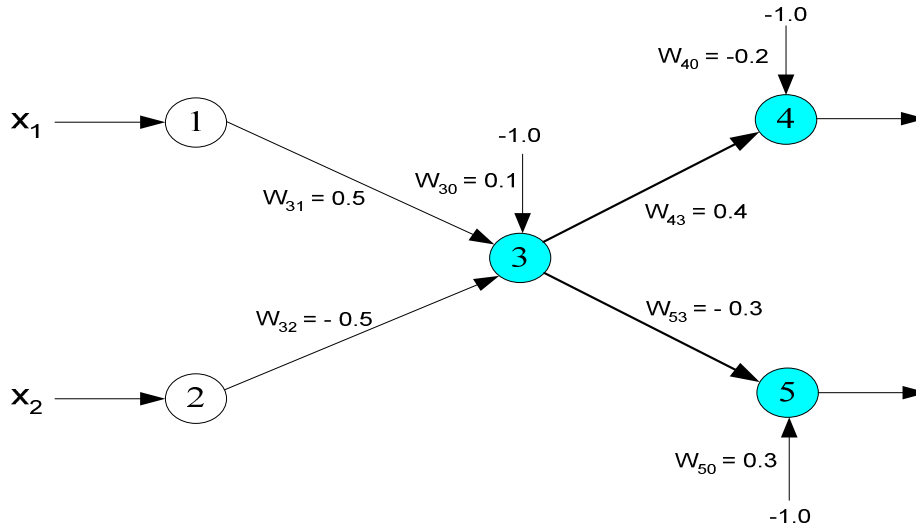 -1.0
W₄₀ = -0.2
x₁
1
4
-1.0
W₃₀ = 0.1
W₃₁ = 0.5
W₄₃ = 0.4
3
W₃₂ = - 0.5
W₅₃ = - 0.3
x₂
2
5
W₅₀ = 0.3
-1.0